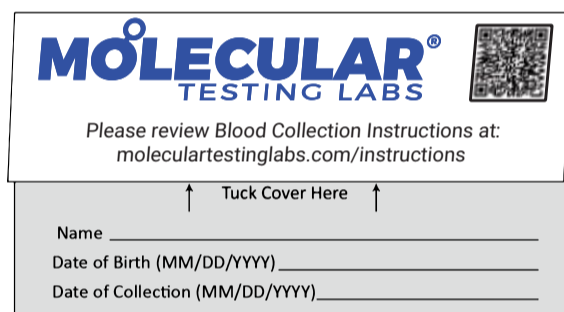 MOLECULAR®
TESTING LABS
Please review Blood Collection Instructions at:
moleculartestinglabs.com/instructions
Tuck Cover Here
Name
Date of Birth (MM/DD/YYYY)
Date of Collection (MM/DD/YYYY)